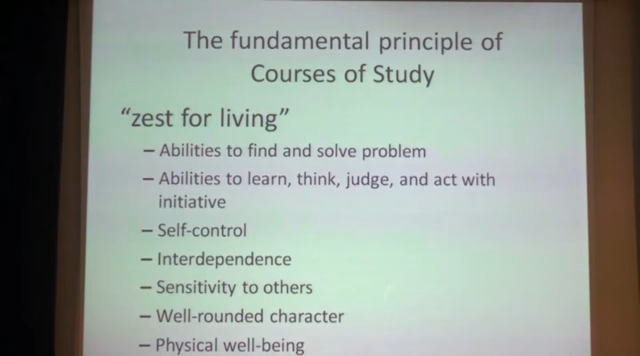 The fundamental principle of
Courses of Study
“zest for living”
– Abilities to find and solve problem
– Abilities to learn, think, judge, and act with
initiative
– Self-control
– Interdependence
– Sensitivity to others
– Well-rounded character
– Physical well-being